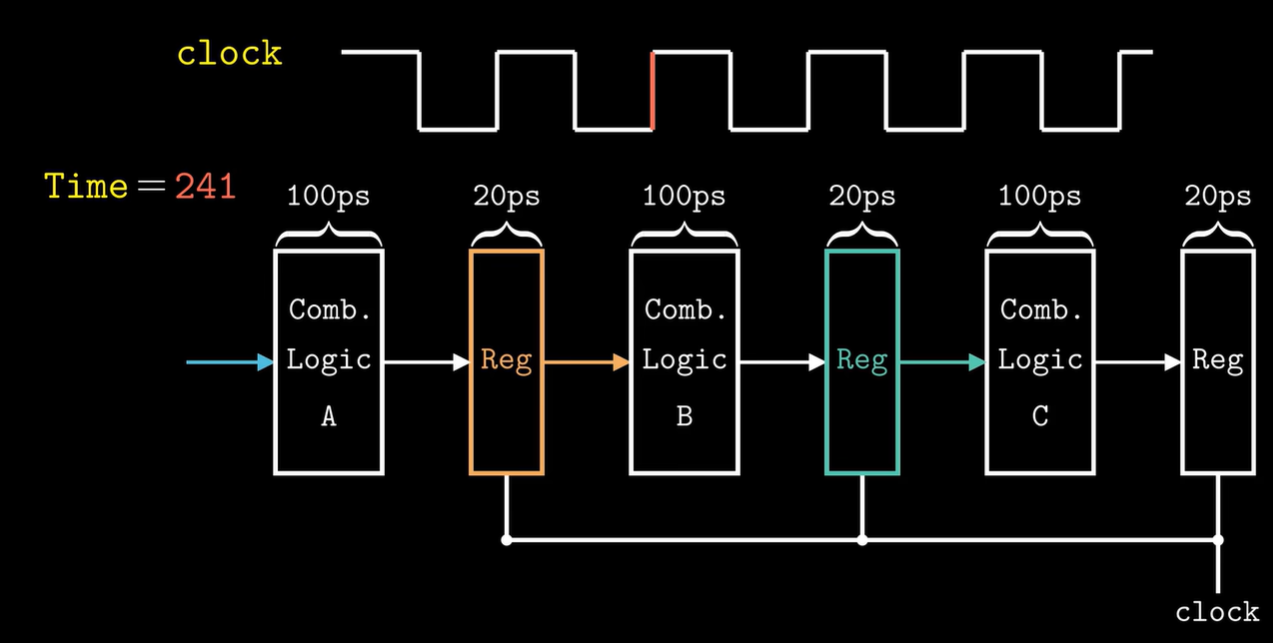 clock
Time = 241
100ps 20ps 100ps 20ps 100ps 20ps
Comb. Comb. Comb.
Logic Reg Logic Reg Logic Reg
A B C
clock